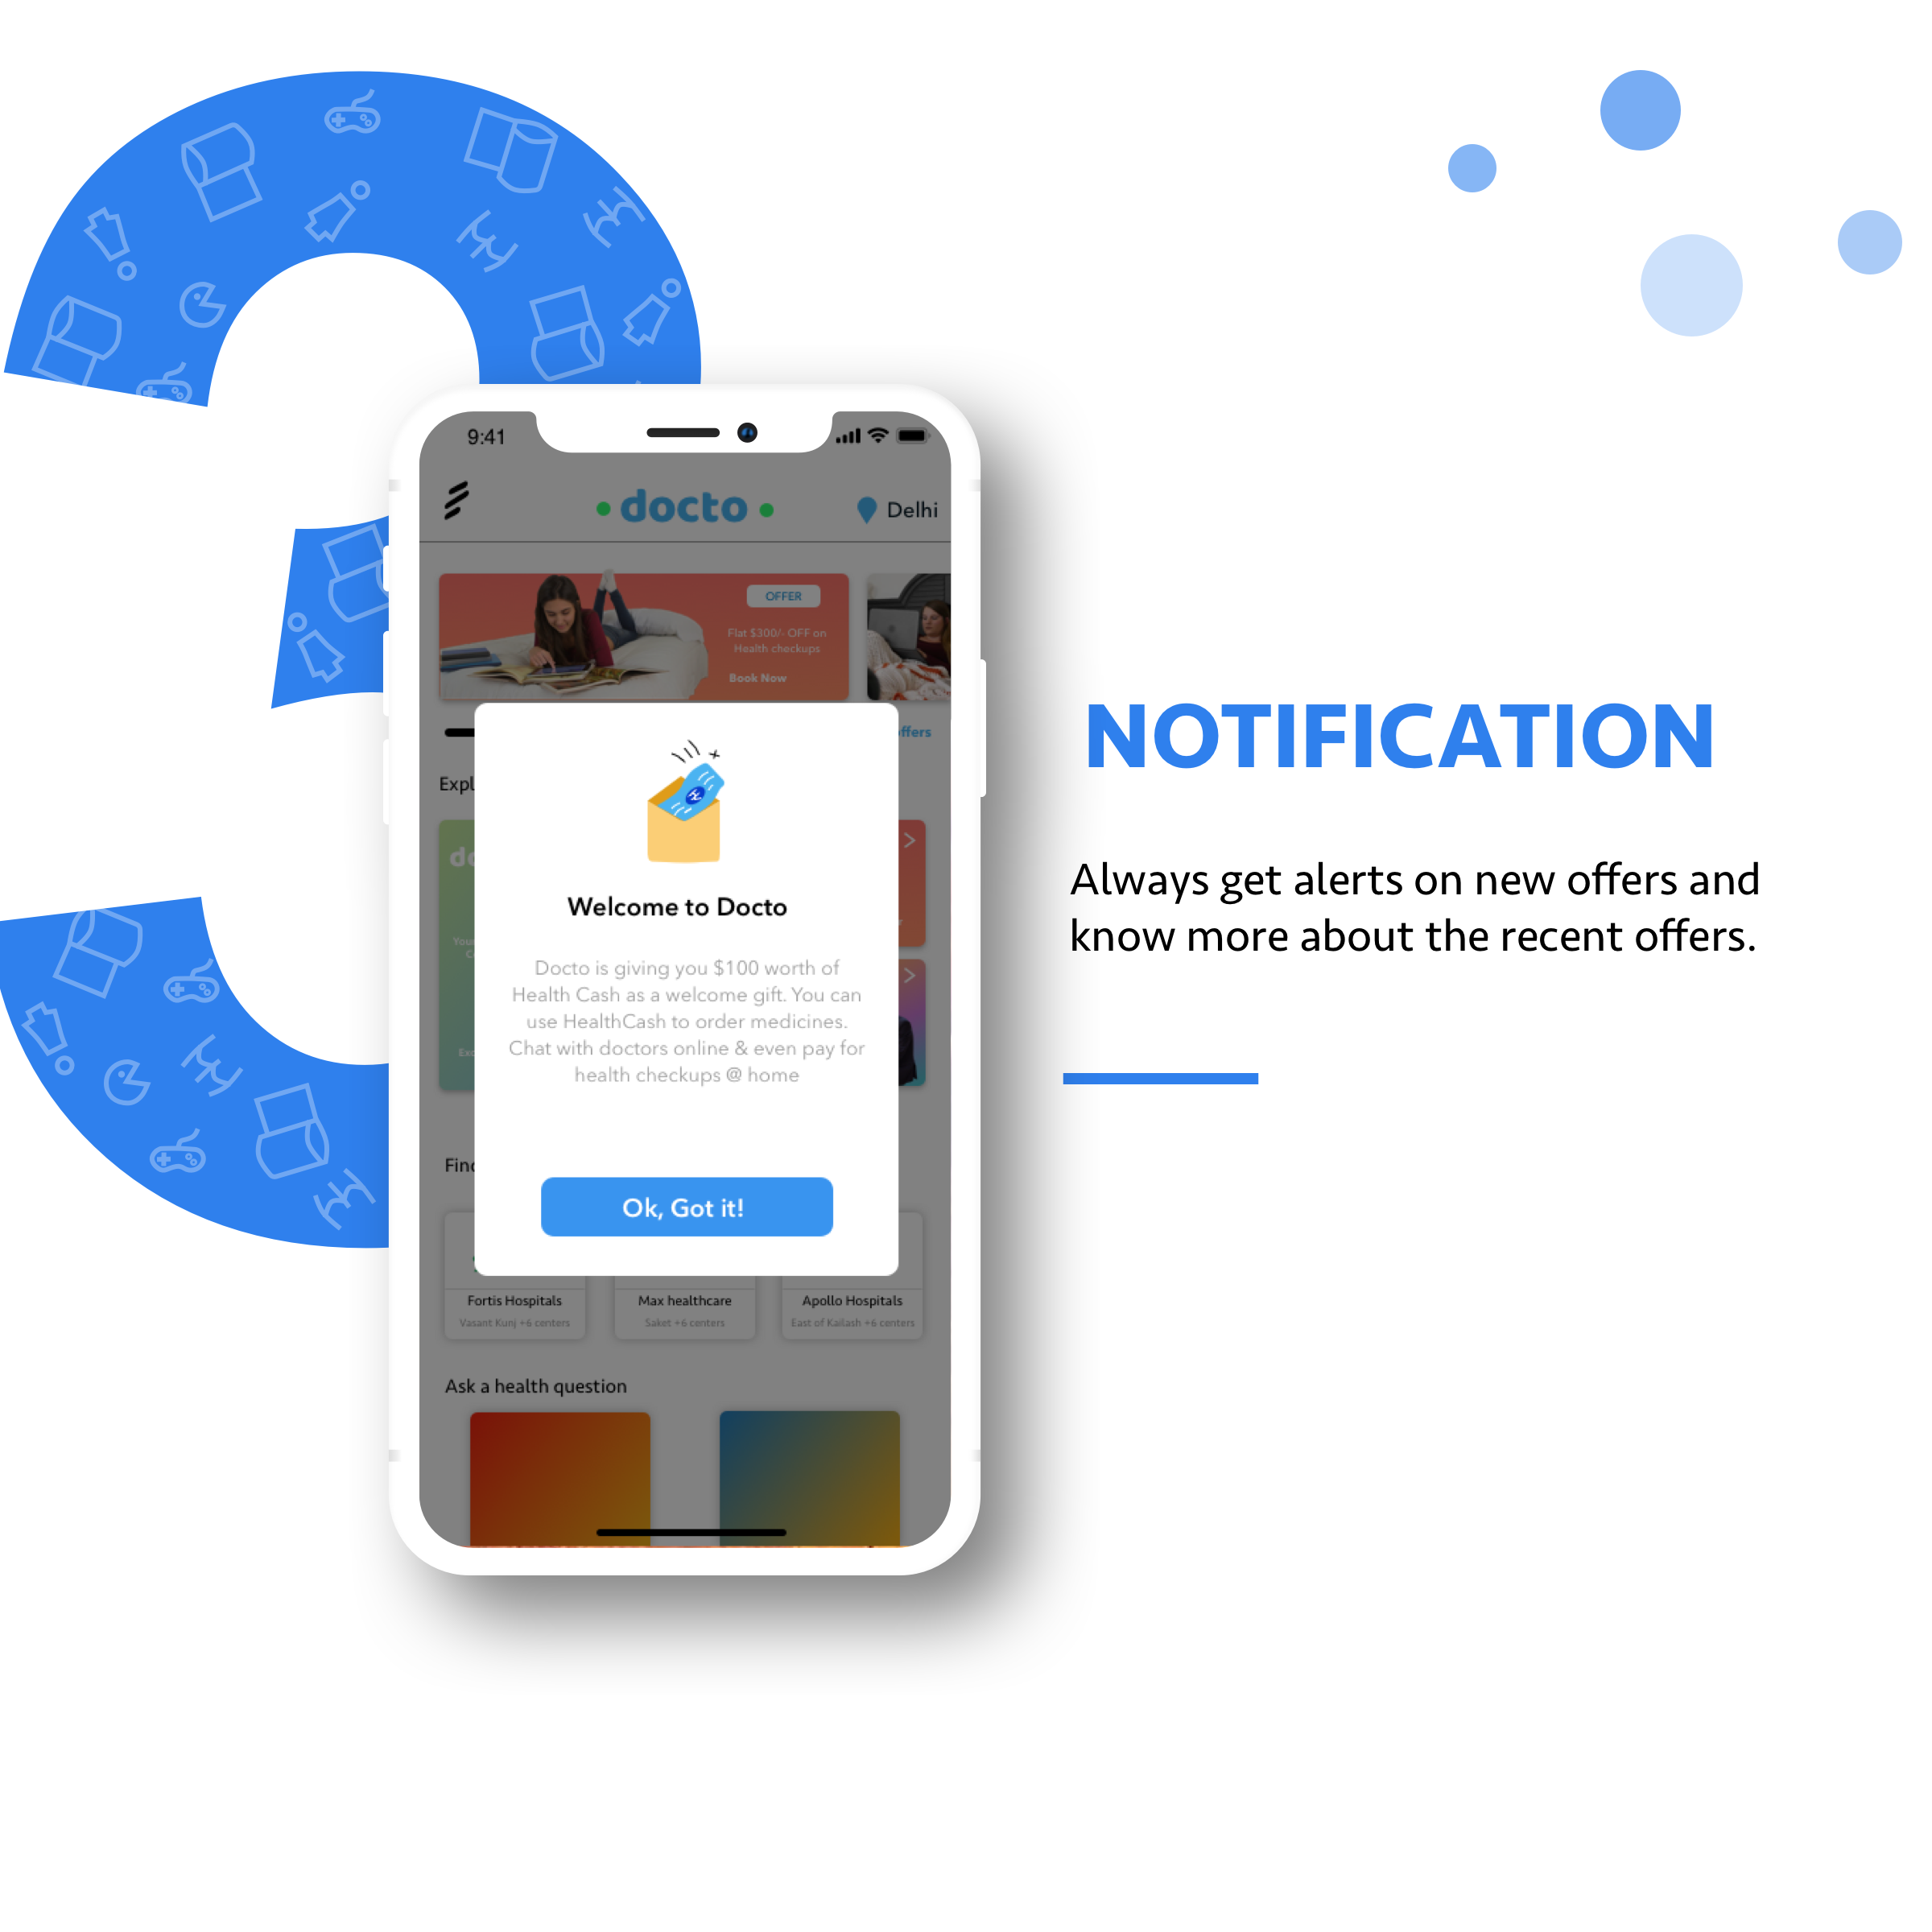 3
9:41
docto
Delhi
OFFER
Flat $300/- OFF on
Health checkups
Book Now
Welcome to Docto
Docto is giving you $100 worth of
Health Cash as a welcome gift. You can
use HealthCash to order medicines.
Chat with doctors online & even pay for
health checkups @ home
Ok, Got it!
Fortis Hospitals
Max healthcare
Apollo Hospitals
Vasant Kunj +6 centers
Saket +6 centers
East of Kailash +6 centers
Ask a health question
NOTIFICATION
Always get alerts on new offers and
know more about the recent offers.